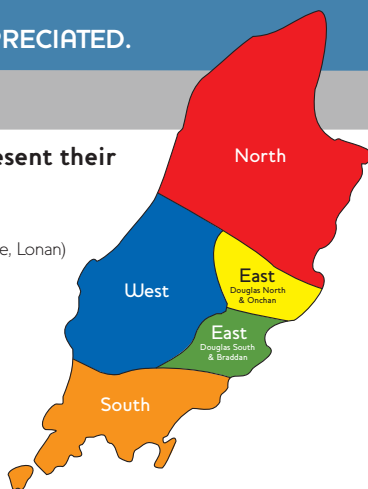 PRECIATED.
esent their
e, Lonan)
North
West
East
Douglas North
& Onchan
East
Douglas South
& Braddan
South